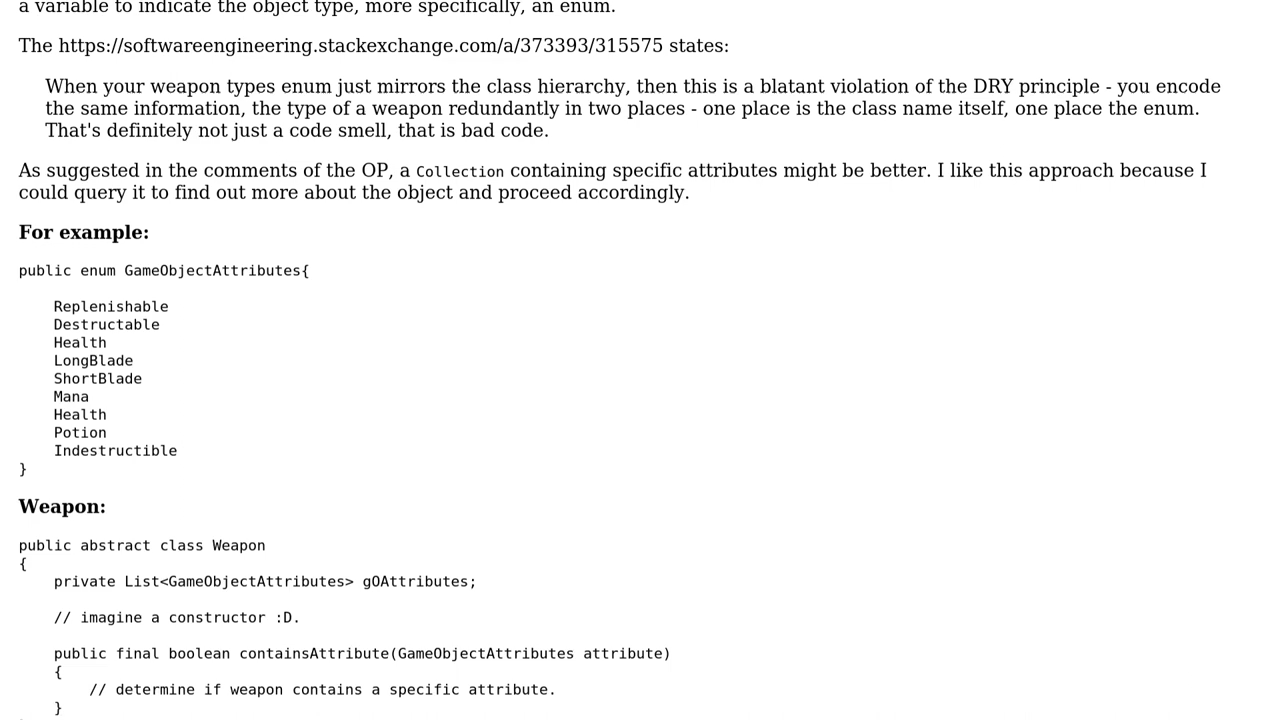 a variable to indicate the object type, more specifically, an enum.
The https://softwareengineering.stackexchange.com/a/373393/315575 states:
When your weapon types enum just mirrors the class hierarchy, then this is a blatant violation of the DRY principle - you encode
the same information, the type of a weapon redundantly in two places - one place is the class name itself, one place the enum.
That's definitely not just a code smell, that is bad code.
As suggested in the comments of the OP, a Collection containing specific attributes might be better. I like this approach because I
could query it to find out more about the object and proceed accordingly.
For example:
public enum GameObjectAttributes{
    Replenishable
    Destructable
    Health
    LongBlade
    ShortBlade
    Mana
    Health
    Potion
    Indestructible
}
Weapon:
public abstract class Weapon
{
    private List<GameObjectAttributes> gOAttributes;
    // imagine a constructor :D.
    public final boolean containsAttribute(GameObjectAttributes attribute)
    {
        // determine if weapon contains a specific attribute.
    }